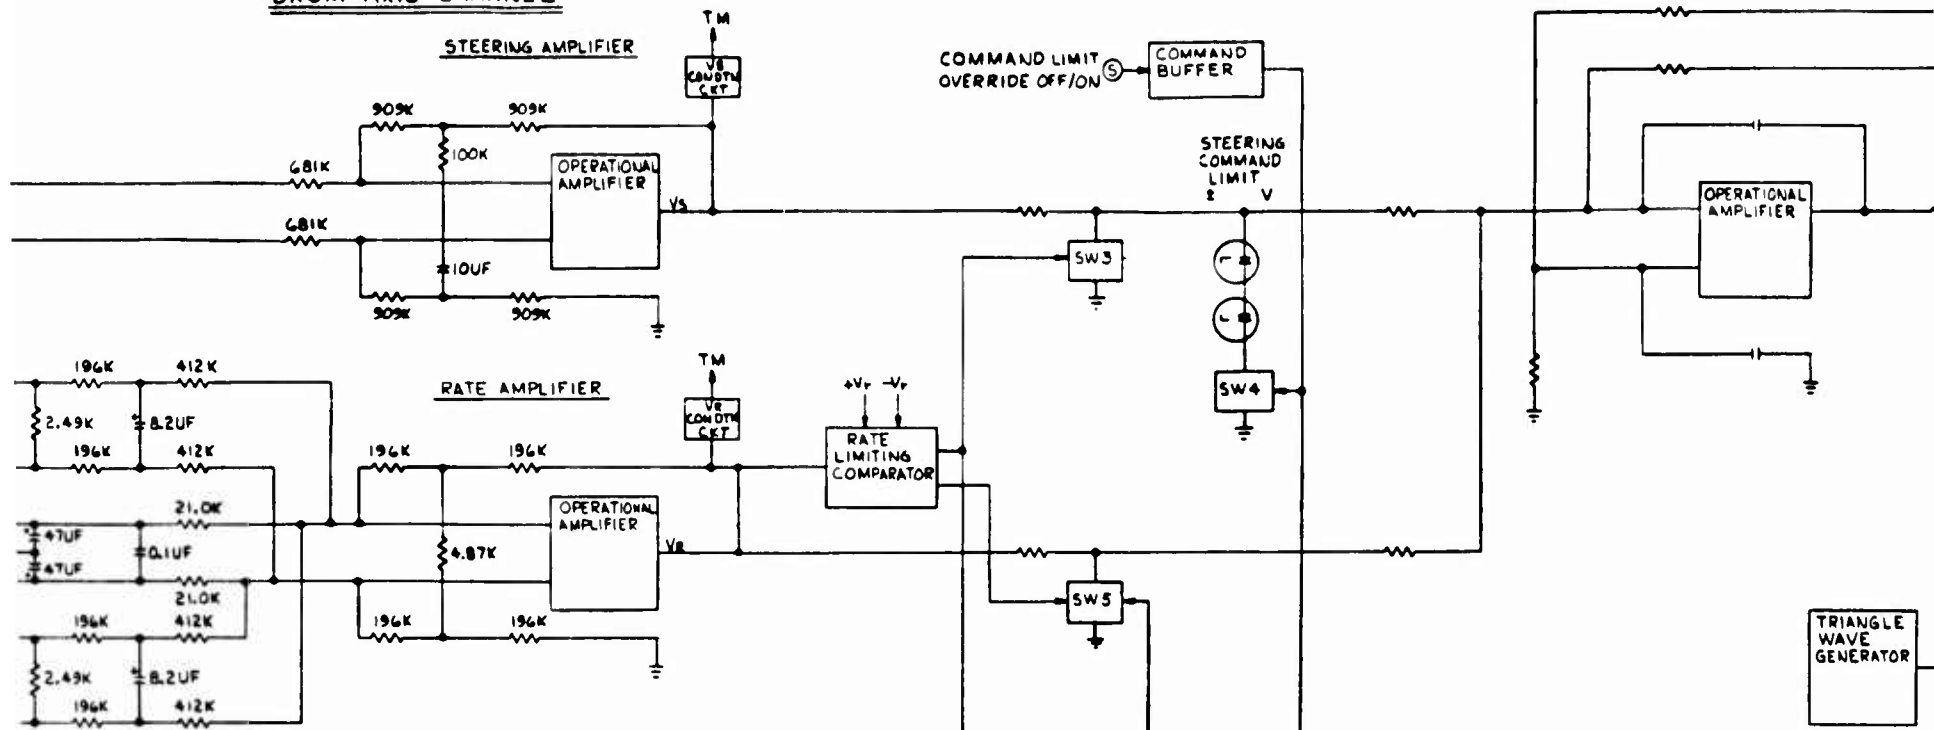 STEERING AMPLIFIER
TM
VS
CONDTN
CKT
COMMAND LIMIT
OVERRIDE OFF/ON
S
COMMAND
BUFFER
909K
909K
100K
681K
681K
OPERATIONAL
AMPLIFIER
VS
10UF
909K
909K
STEERING
COMMAND
LIMIT
± V
SW3
SW4
OPERATIONAL
AMPLIFIER
RATE AMPLIFIER
TM
VR
CONDTN
CKT
+Vr -Vr
RATE
LIMITING
COMPARATOR
196K
412K
2.49K
8.2UF
196K
412K
196K
196K
21.0K
47UF
0.1UF
47UF
21.0K
4.87K
OPERATIONAL
AMPLIFIER
VR
196K
412K
196K
196K
2.49K
8.2UF
196K
412K
SW5
TRIANGLE
WAVE
GENERATOR